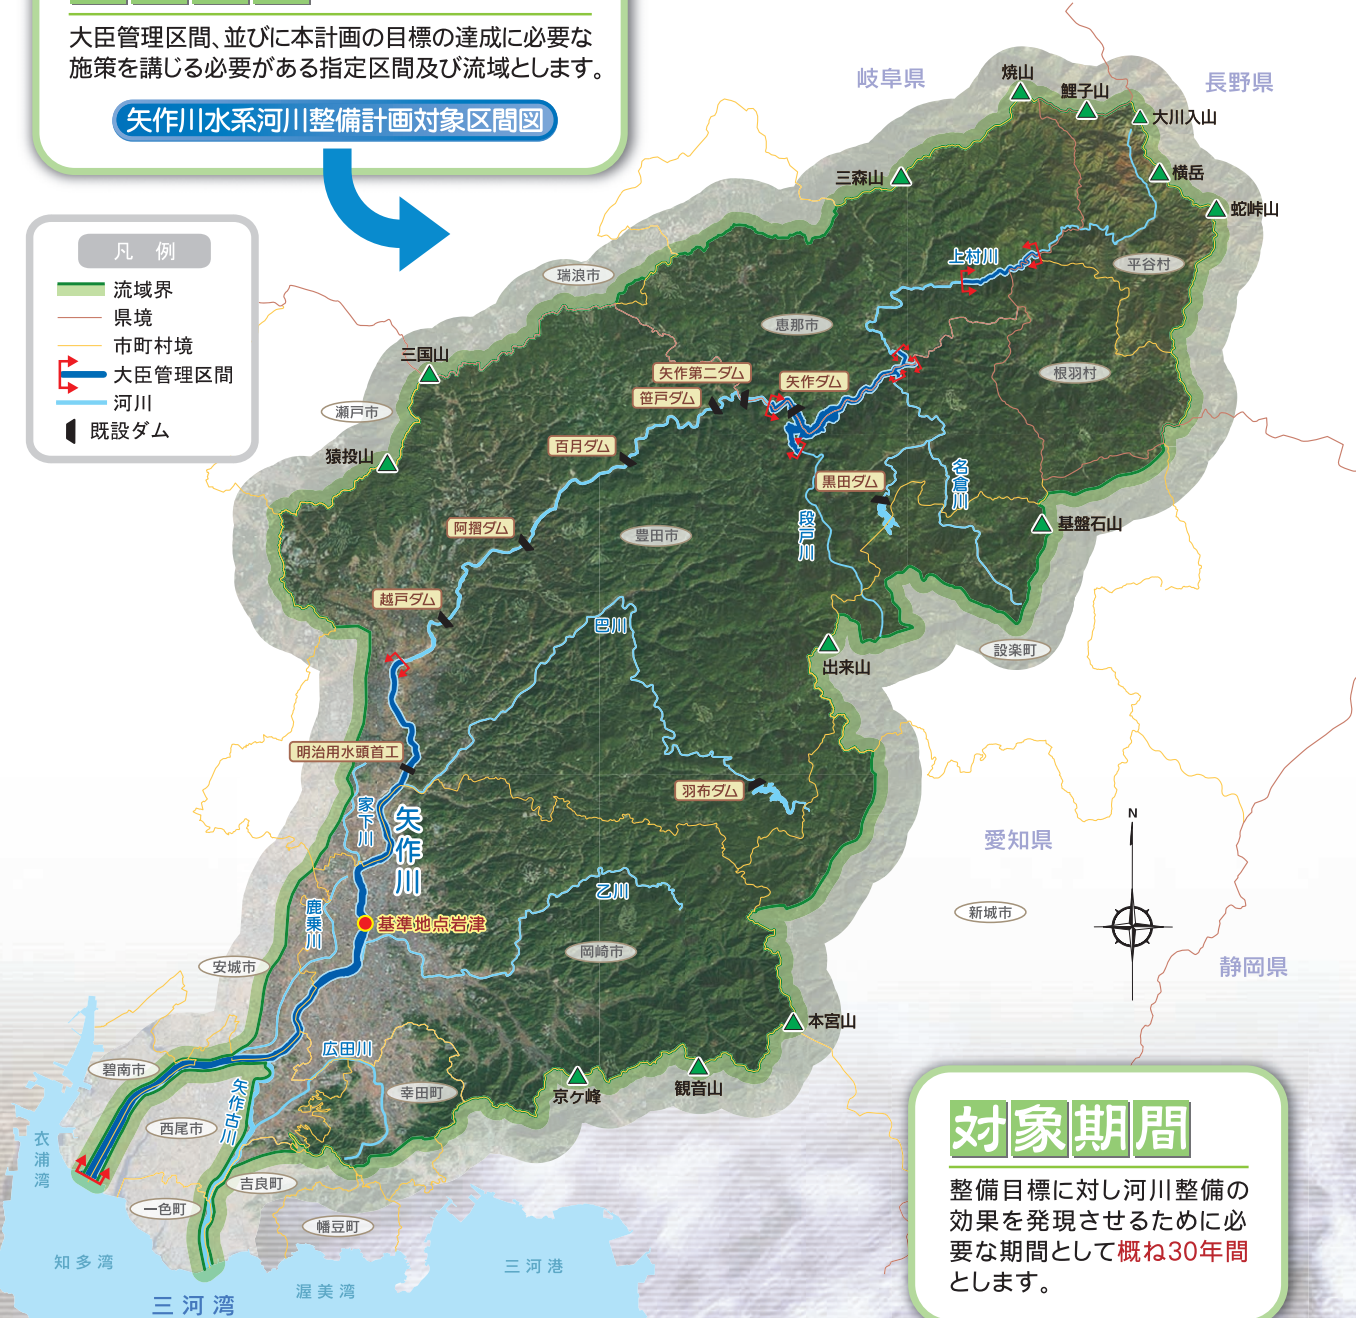 大臣管理区間、並びに本計画の目標の達成に必要な
施策を講じる必要がある指定区間及び流域とします。
矢作川水系河川整備計画対象区間図
凡 例
流域界
県境
市町村境
大臣管理区間
河川
既設ダム
岐阜県
長野県
焼山
鯉子山
大川入山
三森山
横岳
蛇峠山
上村川
平谷村
瑞浪市
恵那市
三国山
根羽村
矢作第二ダム
矢作ダム
笹戸ダム
瀬戸市
百月ダム
猿投山
黒田ダム
名倉川
段戸川
基盤石山
阿摺ダム
豊田市
越戸ダム
巴川
設楽町
出来山
明治用水頭首工
羽布ダム
家下川
矢作川
愛知県
N
乙川
鹿乗川
基準地点岩津
新城市
岡崎市
安城市
静岡県
本宮山
広田川
碧南市
矢作古川
幸田町
京ケ峰
観音山
西尾市
衣浦湾
吉良町
一色町
幡豆町
知多湾
三河港
渥美湾
三河湾
対象期間
整備目標に対し河川整備の
効果を発現させるために必
要な期間として概ね30年間
とします。